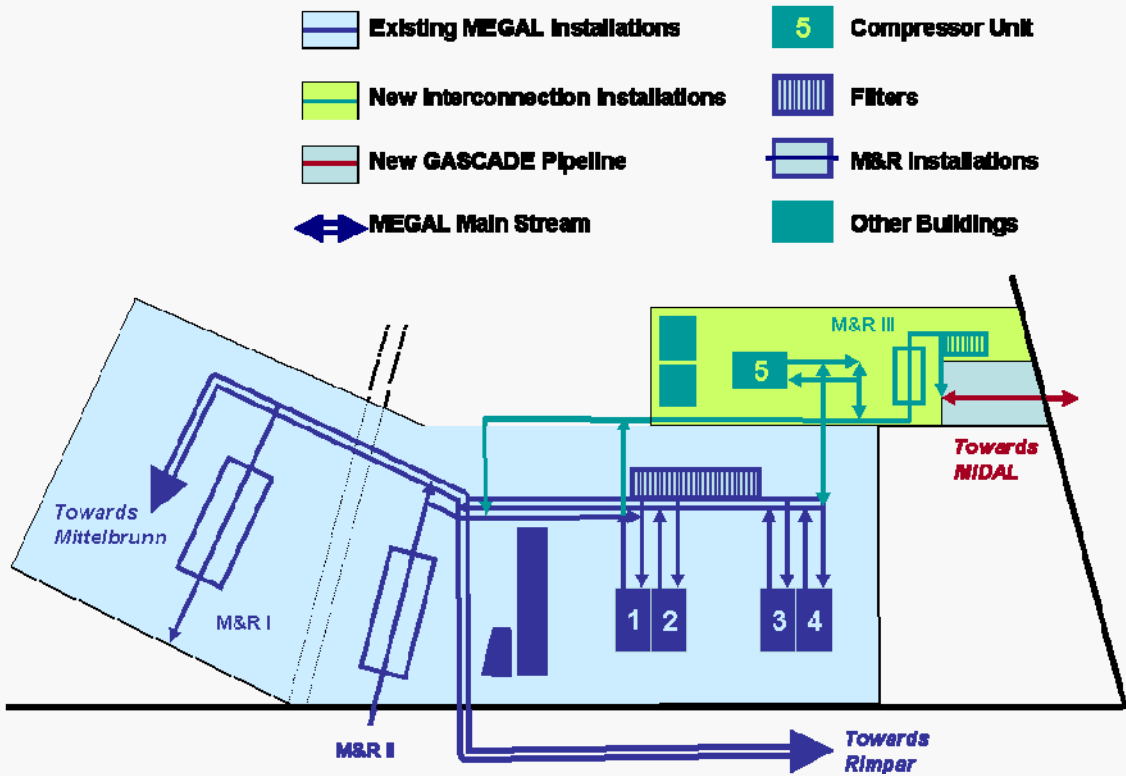 Existing MEGAL Installations
5 Compressor Unit
New Interconnection Installations
Filters
New GASCADE Pipeline
M&R Installations
MEGAL Main Stream
Other Buildings
M&R III
5
Towards
MIDAL
Towards
Mittelbrunn
M&R I
1 2 3 4
M&R II
Towards
Rimpar